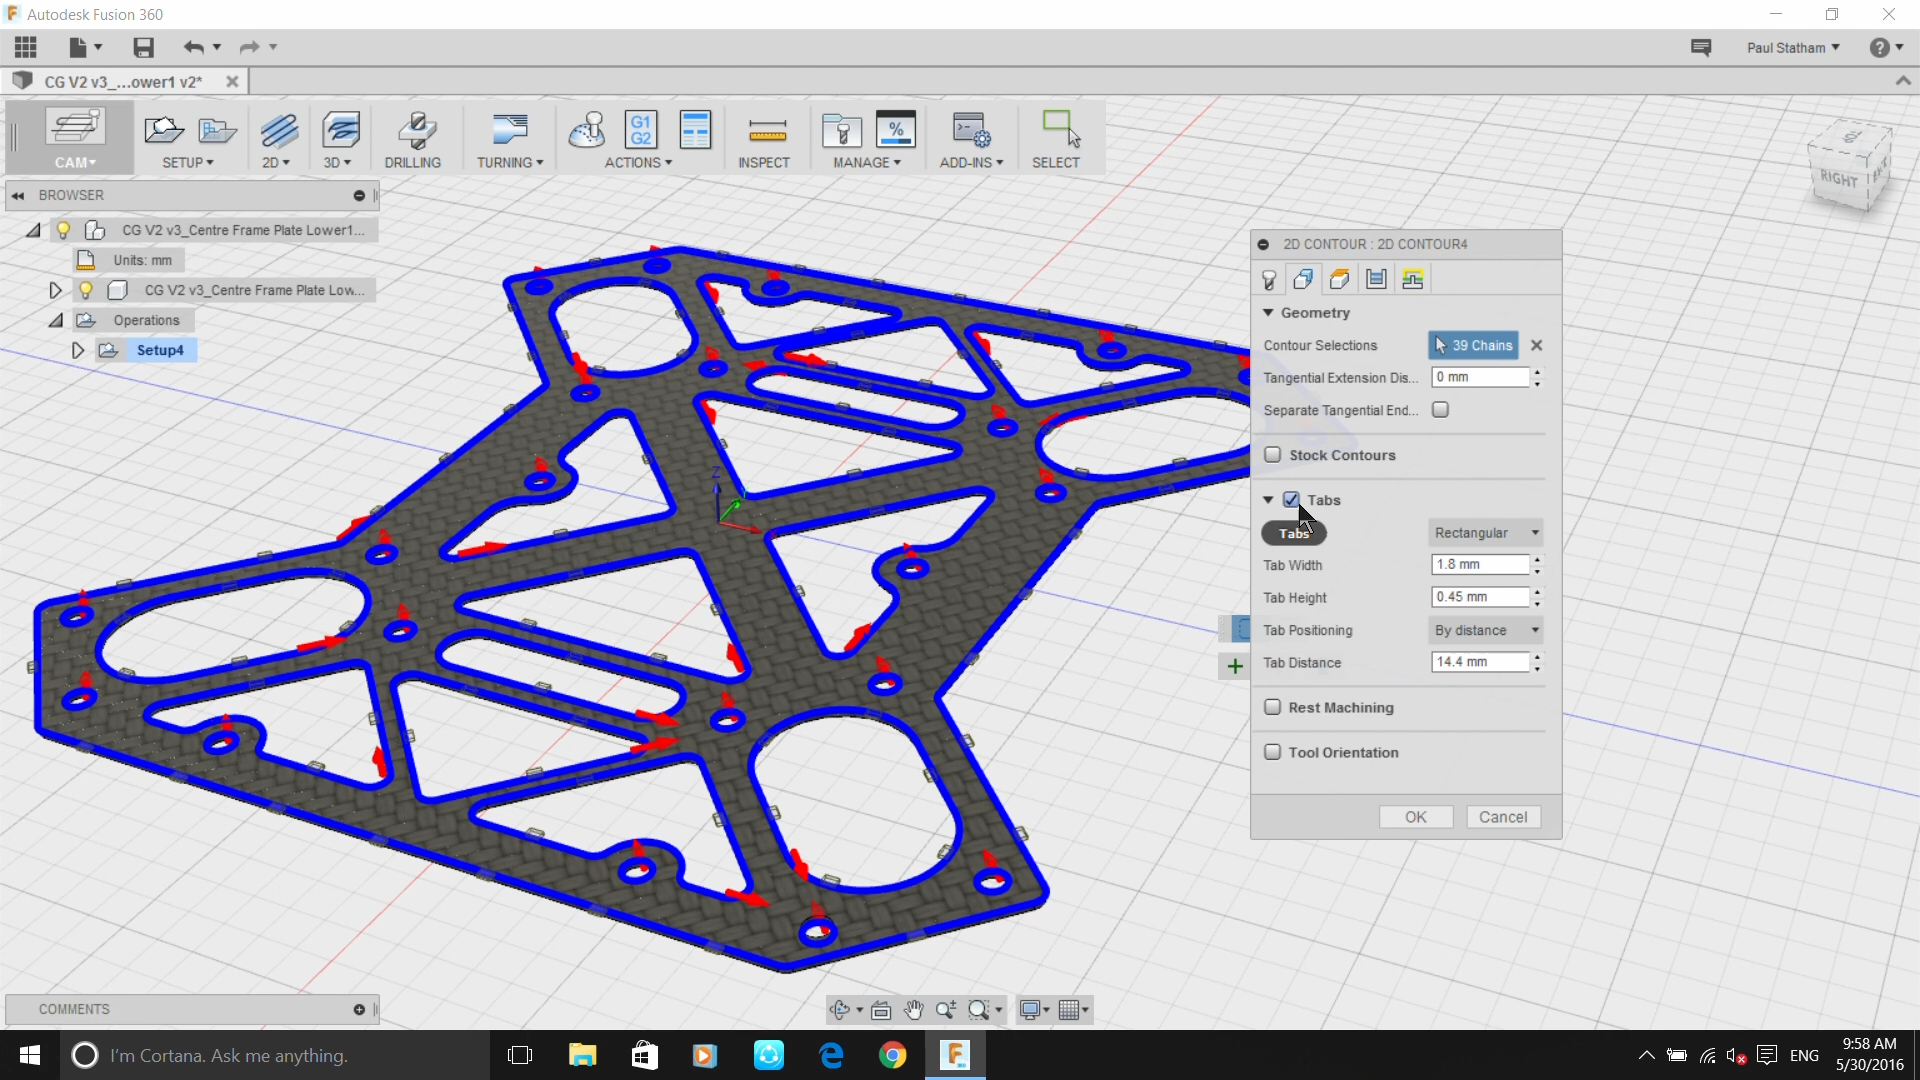 Autodesk Fusion 360
Paul Statham
CG V2 v3_...ower1 v2*
G1
G2
%
CAM
SETUP
2D
3D
DRILLING
TURNING
ACTIONS
INSPECT
MANAGE
ADD-INS
SELECT
RIGHT
BROWSER
CG V2 v3_Centre Frame Plate Lower1...
Units: mm
CG V2 v3_Centre Frame Plate Low...
Operations
Setup4
Z
2D CONTOUR : 2D CONTOUR4
Geometry
Contour Selections 39 Chains
Tangential Extension Dis... 0 mm
Separate Tangential End...
Stock Contours
Tabs
Tabs Rectangular
Tab Width 1.8 mm
Tab Height 0.45 mm
Tab Positioning By distance
Tab Distance 14.4 mm
Rest Machining
Tool Orientation
OK Cancel
COMMENTS
I'm Cortana. Ask me anything.
ENG
9:58 AM
5/30/2016